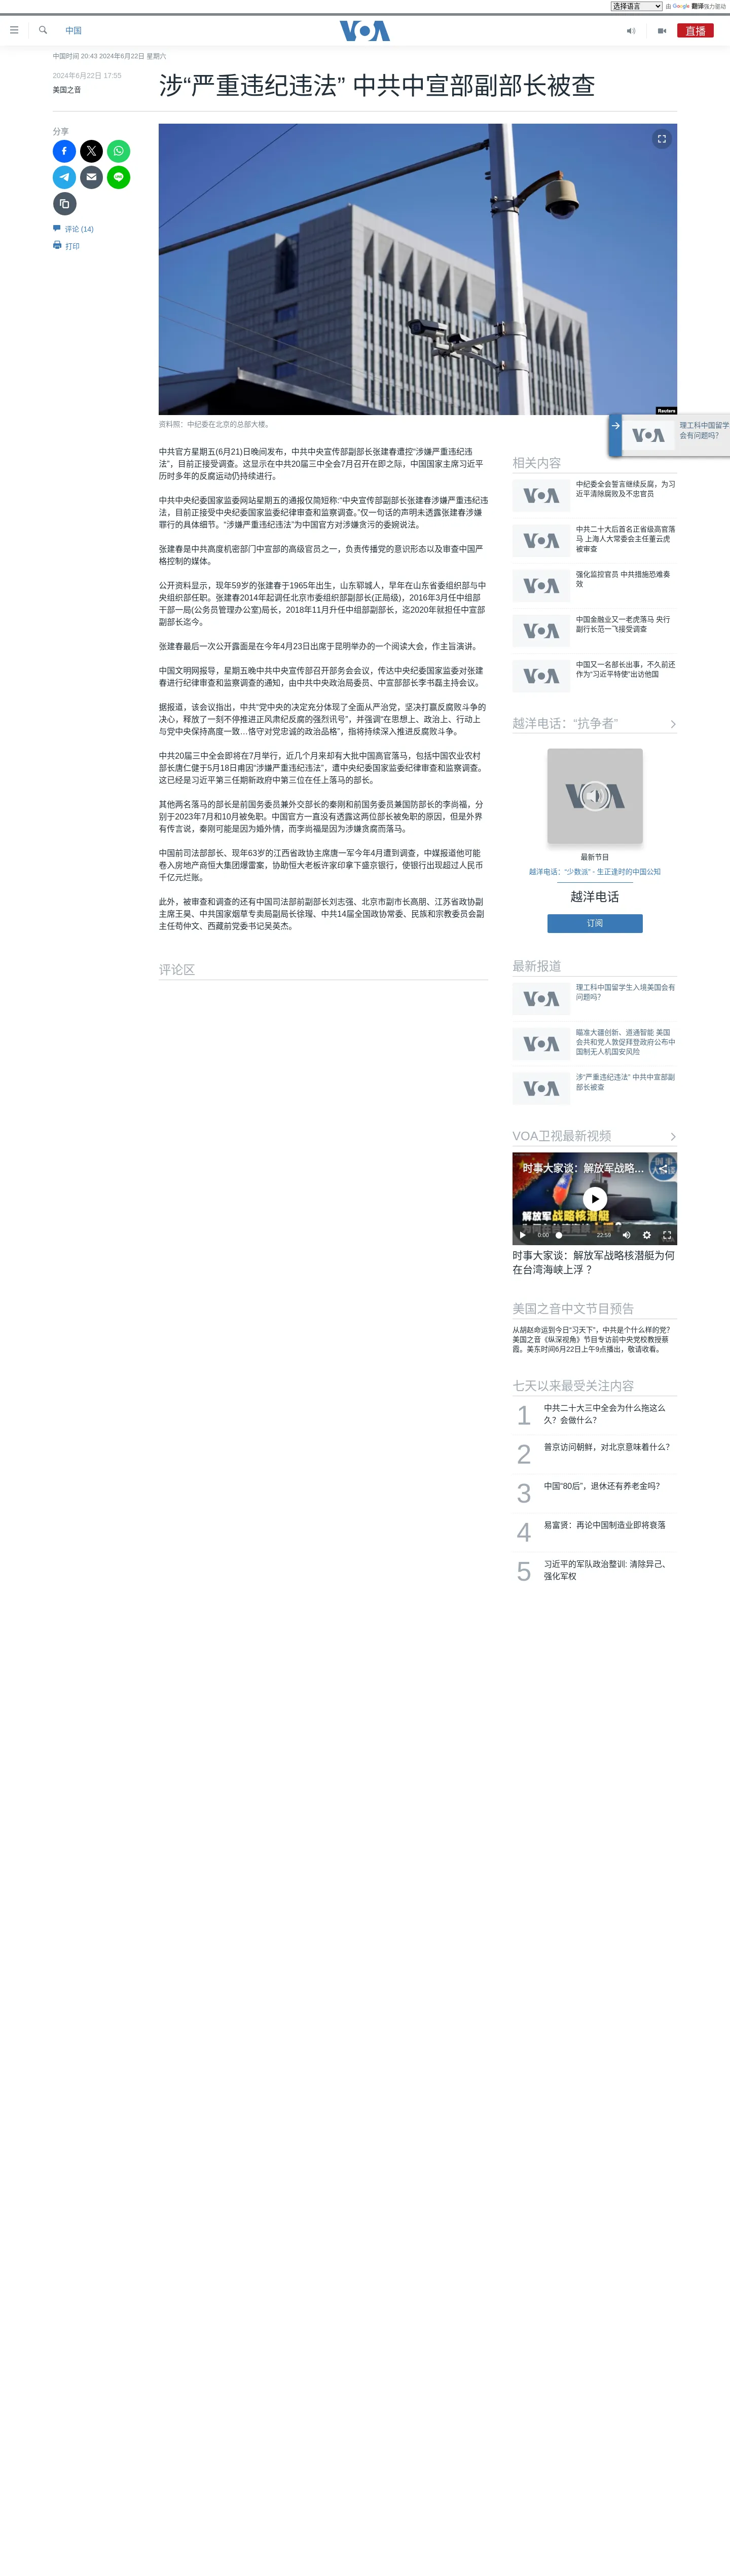 选择语言
由 Google 翻译强力驱动
中国
VOA
直播
中国时间 20:43 2024年6月22日 星期六
2024年6月22日 17:55
美国之音
涉“严重违纪违法” 中共中宣部副部长被查
分享
评论 (14)
打印
Reuters
资料照：中纪委在北京的总部大楼。
中共官方星期五(6月21)日晚间发布，中共中央宣传部副部长张建春遭控“涉嫌严重违纪违
法”，目前正接受调查。这显示在中共20届三中全会7月召开在即之际，中国国家主席习近平
历时多年的反腐运动仍持续进行。
中共中央纪委国家监委网站星期五的通报仅简短称:“中央宣传部副部长张建春涉嫌严重违纪违
法，目前正接受中央纪委国家监委纪律审查和监察调查。”仅一句话的声明未透露张建春涉嫌
罪行的具体细节。“涉嫌严重违纪违法”为中国官方对涉嫌贪污的委婉说法。
张建春是中共高度机密部门中宣部的高级官员之一，负责传播党的意识形态以及审查中国严
格控制的媒体。
公开资料显示，现年59岁的张建春于1965年出生，山东郓城人，早年在山东省委组织部与中
央组织部任职。张建春2014年起调任北京市委组织部副部长(正局级)，2016年3月任中组部
干部一局(公务员管理办公室)局长，2018年11月升任中组部副部长，迄2020年就担任中宣部
副部长迄今。
张建春最后一次公开露面是在今年4月23日出席于昆明举办的一个阅读大会，作主旨演讲。
中国文明网报导，星期五晚中共中央宣传部召开部务会会议，传达中央纪委国家监委对张建
春进行纪律审查和监察调查的通知，由中共中央政治局委员、中宣部部长李书磊主持会议。
据报道，该会议指出，中共“党中央的决定充分体现了全面从严治党，坚决打赢反腐败斗争的
决心，释放了一刻不停推进正风肃纪反腐的强烈讯号”，并强调“在思想上、政治上、行动上
与党中央保持高度一致…恪守对党忠诚的政治品格”，指将持续深入推进反腐败斗争。
中共20届三中全会即将在7月举行，近几个月来却有大批中国高官落马，包括中国农业农村
部长唐仁健于5月18日甫因“涉嫌严重违纪违法”，遭中央纪委国家监委纪律审查和监察调查。
这已经是习近平第三任期新政府中第三位在任上落马的部长。
其他两名落马的部长是前国务委员兼外交部长的秦刚和前国务委员兼国防部长的李尚福，分
别于2023年7月和10月被免职。中国官方一直没有透露这两位部长被免职的原因，但是外界
有传言说，秦刚可能是因为婚外情，而李尚福是因为涉嫌贪腐而落马。
中国前司法部部长、现年63岁的江西省政协主席唐一军今年4月遭到调查，中媒报道他可能
卷入房地产商恒大集团爆雷案，协助恒大老板许家印拿下盛京银行，使银行出现超过人民币
千亿元烂账。
此外，被审查和调查的还有中国司法部前副部长刘志强、北京市副市长高朋、江苏省政协副
主席王昊、中共国家烟草专卖局副局长徐㼆、中共14届全国政协常委、民族和宗教委员会副
主任苟仲文、西藏前党委书记吴英杰。
评论区
理工科中国留学
会有问题吗？
相关内容
中纪委全会誓言继续反腐，为习
近平清除腐败及不忠官员
中共二十大后首名正省级高官落
马 上海人大常委会主任董云虎
被审查
强化监控官员 中共措施恐难奏
效
中国金融业又一老虎落马 央行
副行长范一飞接受调查
中国又一名部长出事，不久前还
作为“习近平特使”出访他国
越洋电话：“抗争者”
最新节目
越洋电话：“少数派” - 生正逢时的中国公知
越洋电话
订阅
最新报道
理工科中国留学生入境美国会有
问题吗？
瞄准大疆创新、道通智能 美国
会共和党人敦促拜登政府公布中
国制无人机国安风险
涉“严重违纪违法” 中共中宣部副
部长被查
VOA卫视最新视频
时事大家谈：解放军战略...
解放军战略核潜艇
0:00
22:59
时事大家谈：解放军战略核潜艇为何
在台湾海峡上浮？
美国之音中文节目预告
从胡赵命运到今日“习天下”，中共是个什么样的党？
美国之音《纵深视角》节目专访前中央党校教授蔡
霞。美东时间6月22日上午9点播出，敬请收看。
七天以来最受关注内容
1
中共二十大三中全会为什么拖这么
久？会做什么？
2
普京访问朝鲜，对北京意味着什么？
3
中国“80后”，退休还有养老金吗？
4
易富贤：再论中国制造业即将衰落
5
习近平的军队政治整训: 清除异己、
强化军权